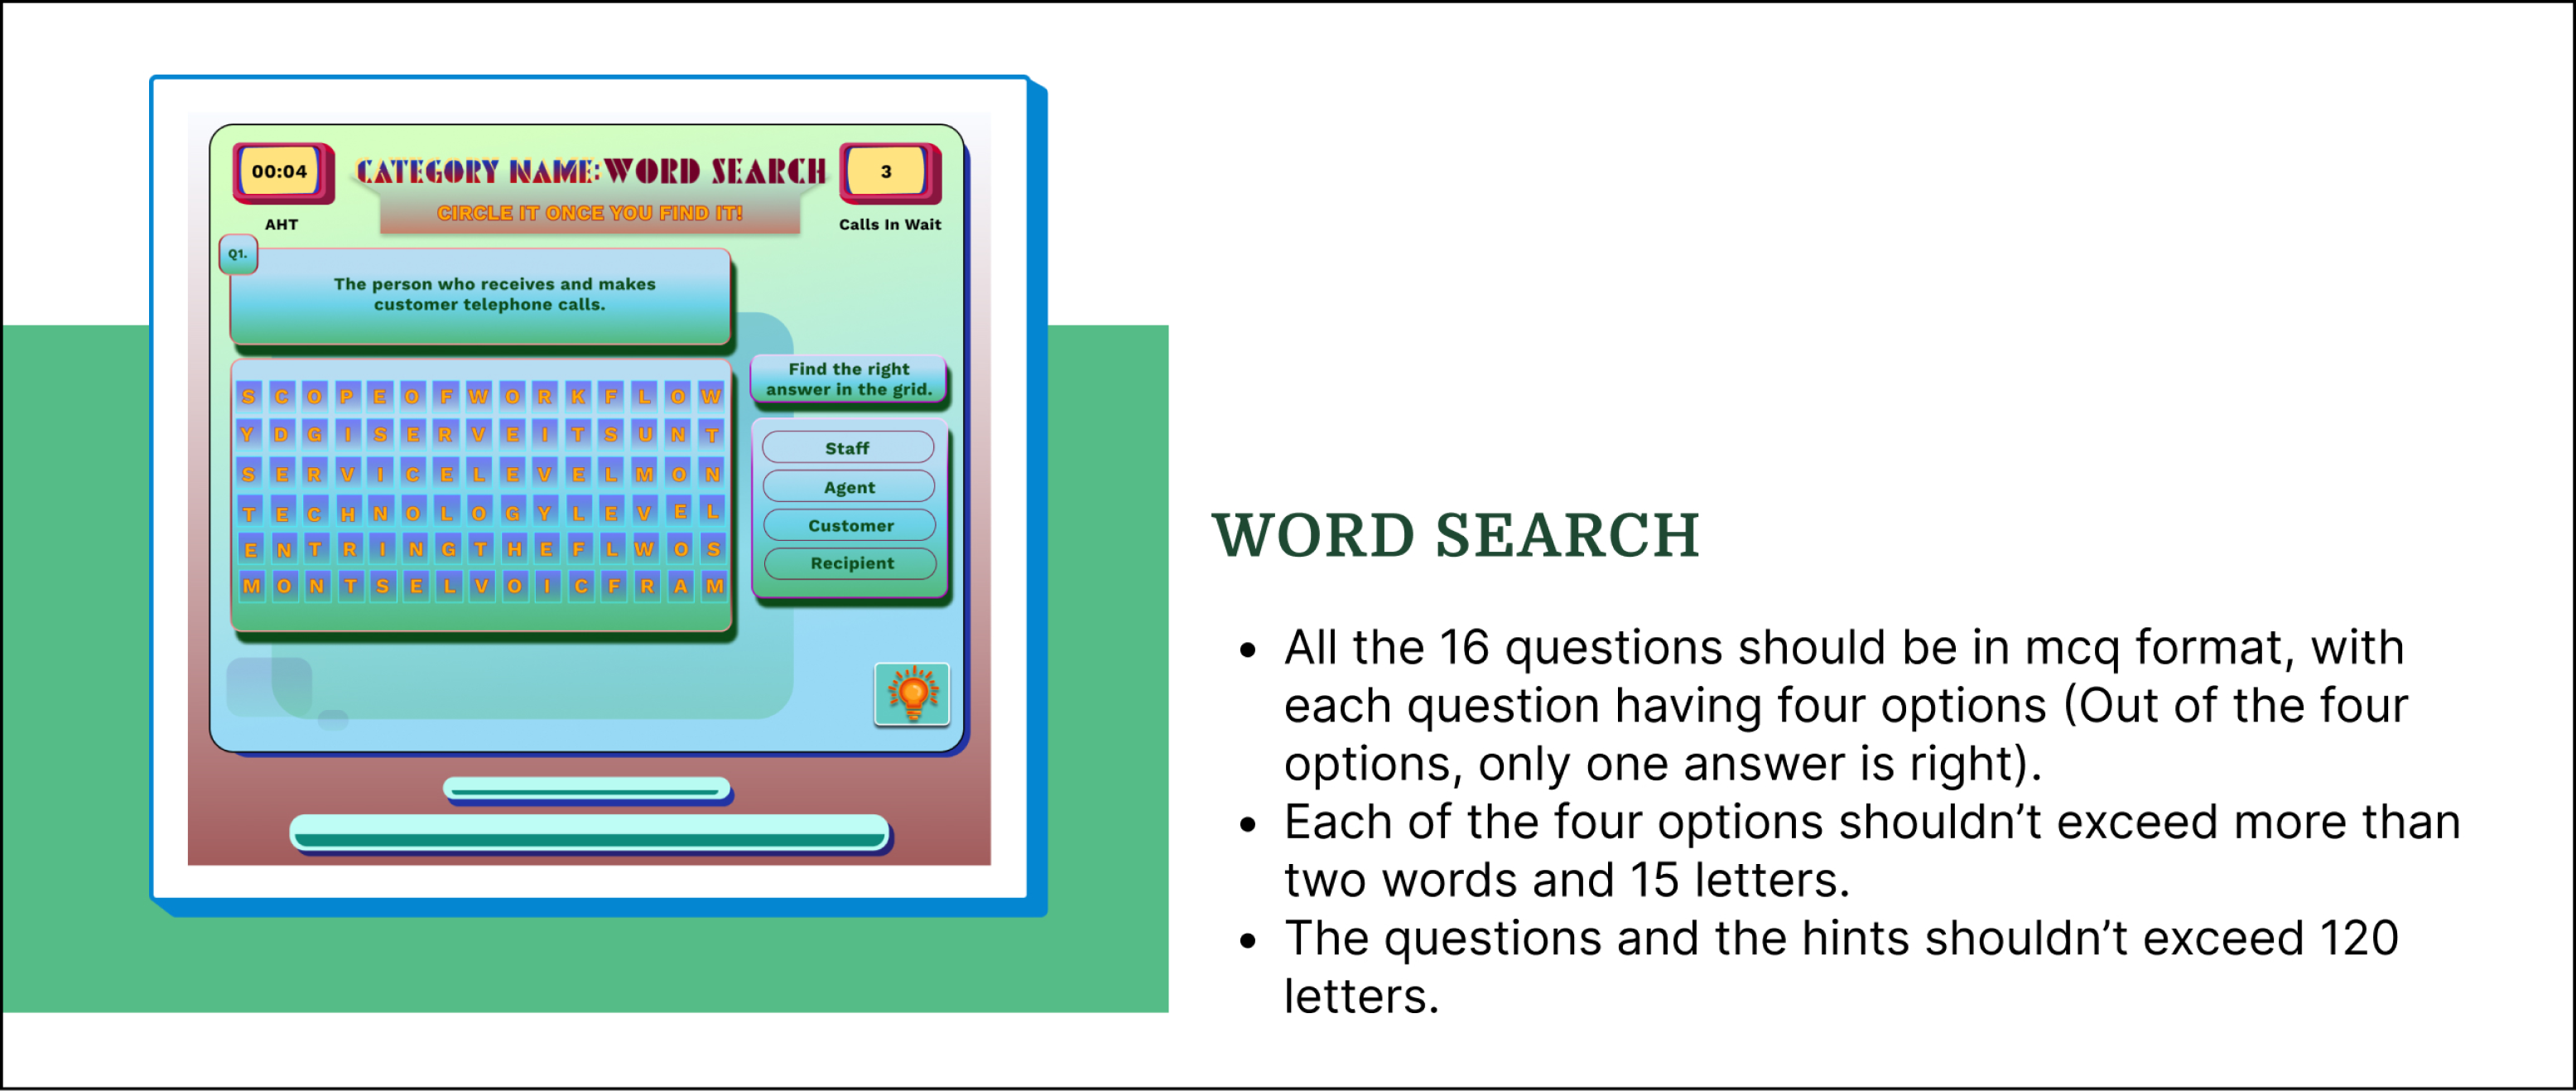 00:04
CATEGORY NAME:WORD SEARCH
3
CIRCLE IT ONCE YOU FIND IT!
AHT
Calls In Wait
Q1.
The person who receives and makes
customer telephone calls.
Find the right
answer in the grid.
S C O P E O F W O R K F L O W
Y D G I S E R V E I T S U N T
S E R V I C E L E V E L M O N
T E C H N O L O G Y L E V E L
E N T R I N G T H E F L W O S
M O N T S E L V O I C F R A M
Staff
Agent
Customer
Recipient
WORD SEARCH
• All the 16 questions should be in mcq format, with
each question having four options (Out of the four
options, only one answer is right).
• Each of the four options shouldn’t exceed more than
two words and 15 letters.
• The questions and the hints shouldn’t exceed 120
letters.